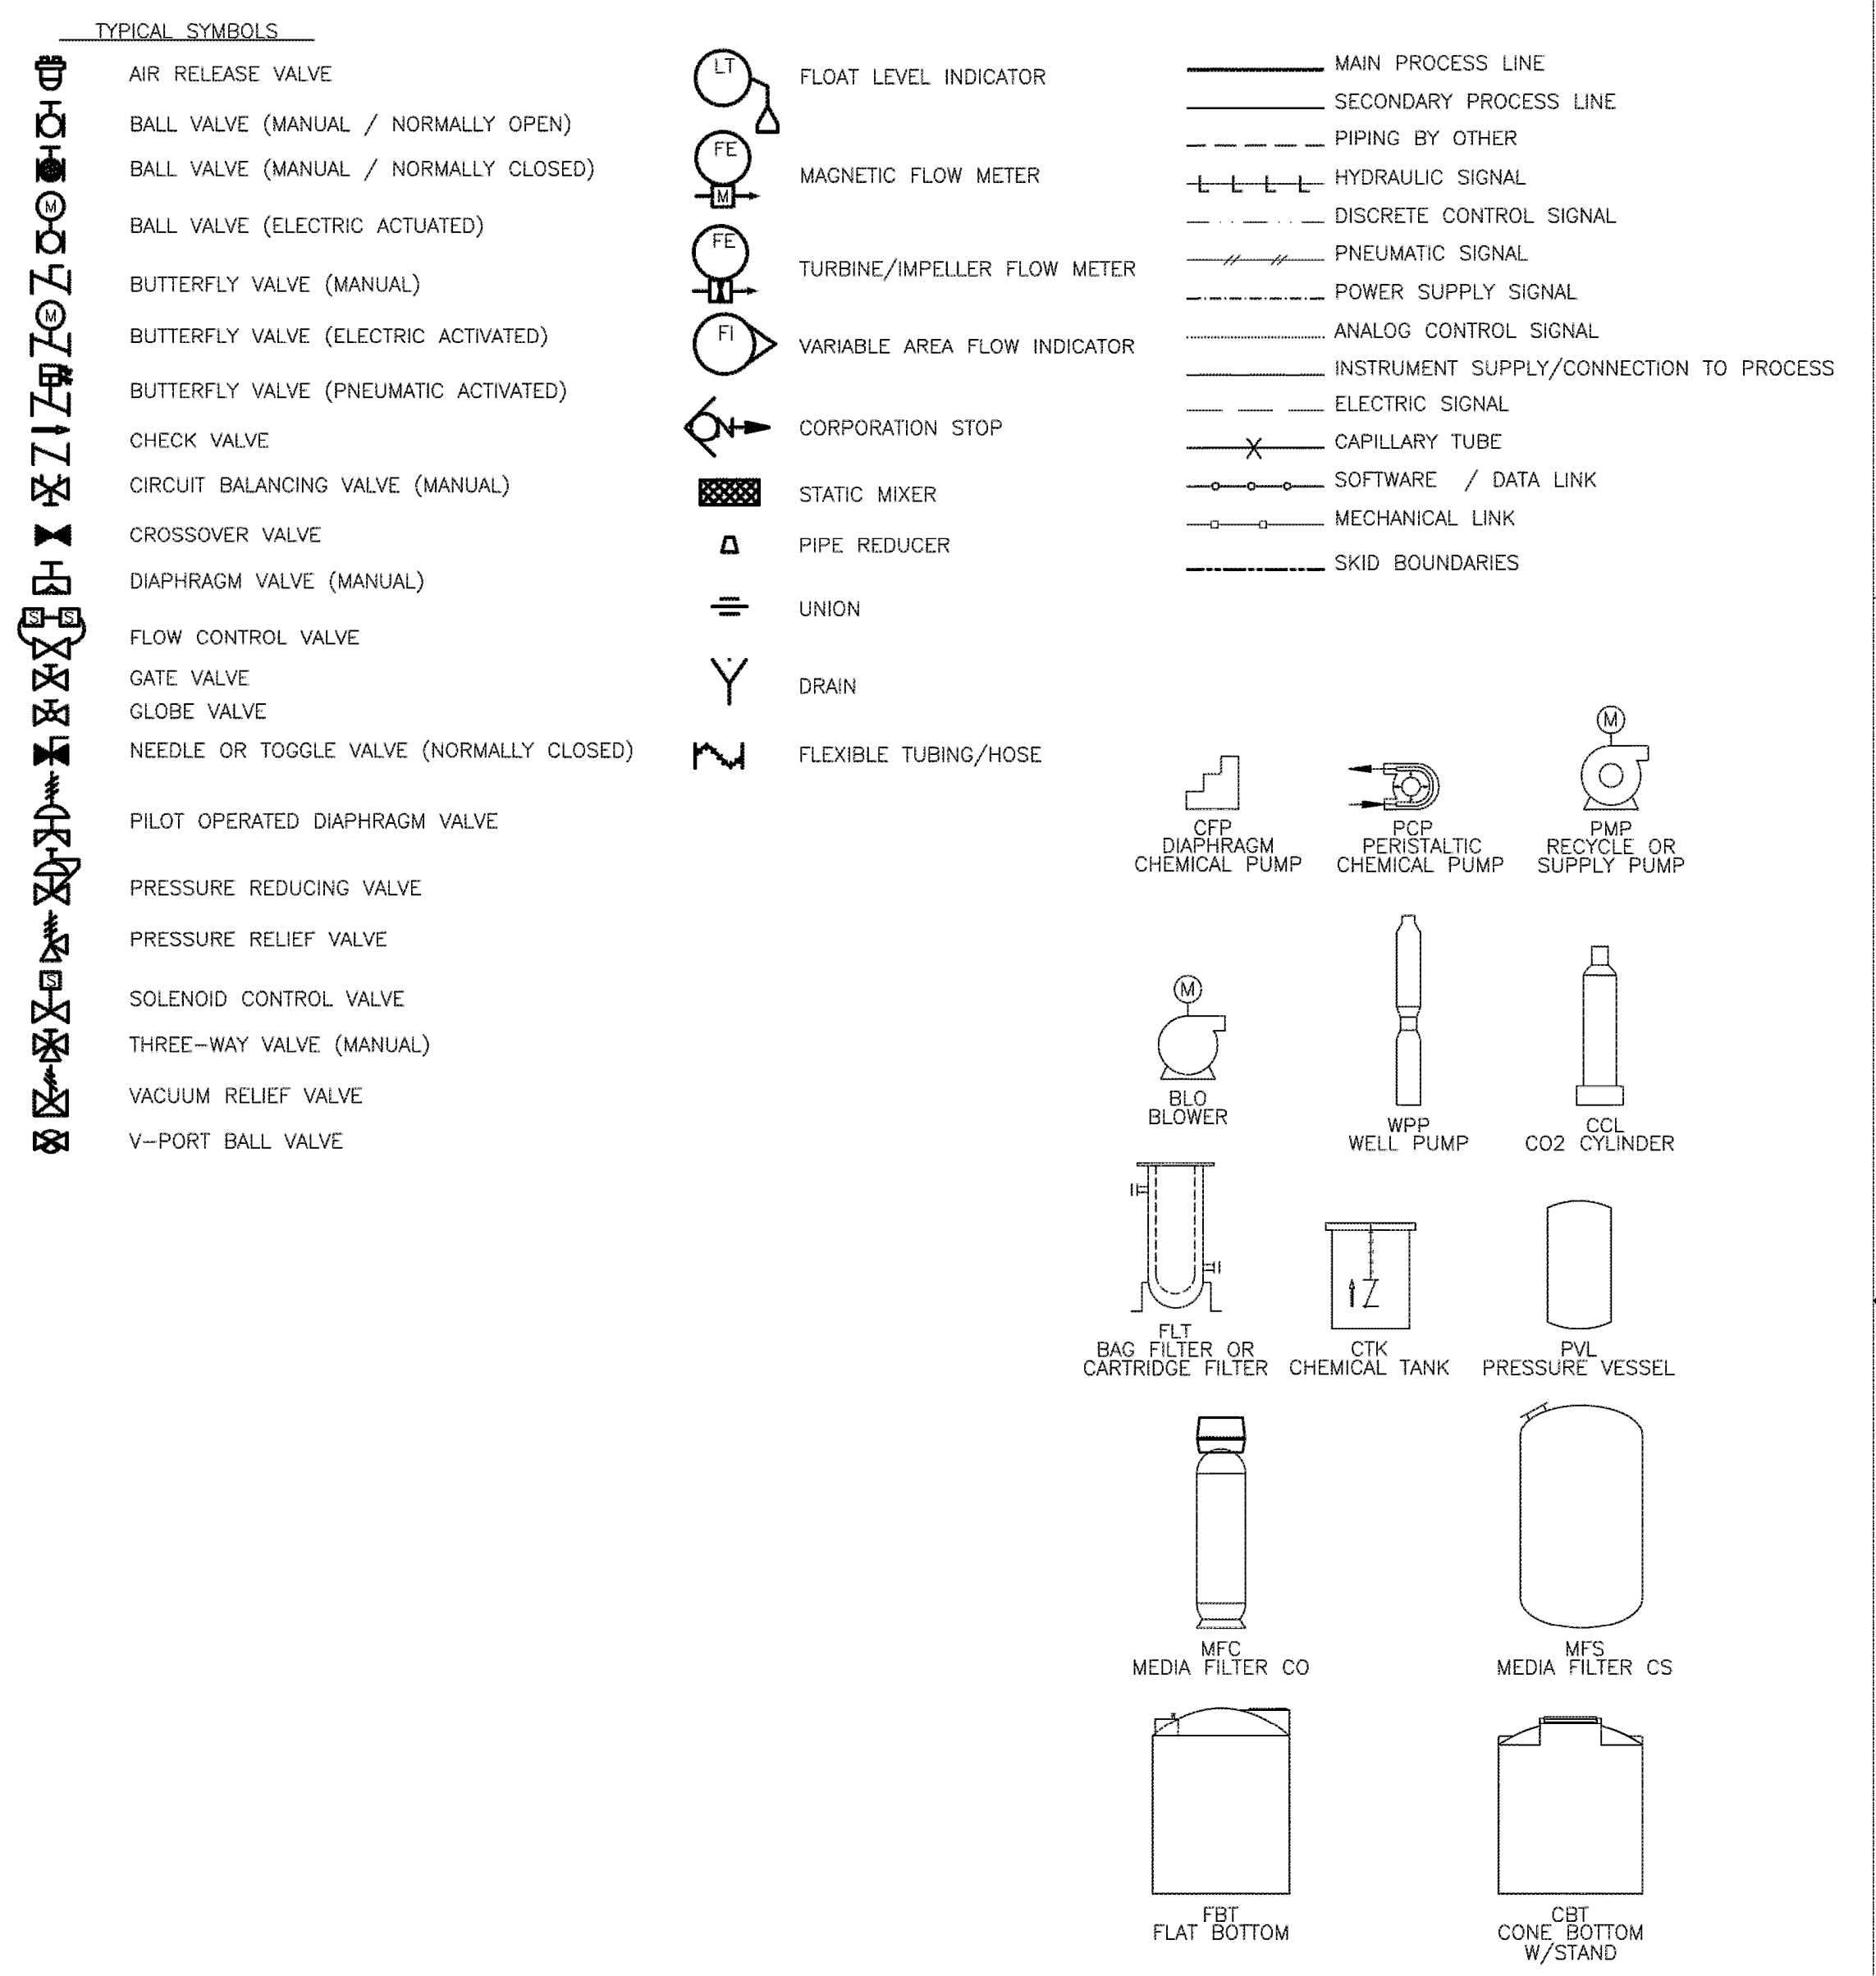 TYPICAL SYMBOLS
AIR RELEASE VALVE
BALL VALVE (MANUAL / NORMALLY OPEN)
BALL VALVE (MANUAL / NORMALLY CLOSED)
M
BALL VALVE (ELECTRIC ACTUATED)
BUTTERFLY VALVE (MANUAL)
M
BUTTERFLY VALVE (ELECTRIC ACTIVATED)
BUTTERFLY VALVE (PNEUMATIC ACTIVATED)
CHECK VALVE
CIRCUIT BALANCING VALVE (MANUAL)
CROSSOVER VALVE
DIAPHRAGM VALVE (MANUAL)
S S
FLOW CONTROL VALVE
GATE VALVE
GLOBE VALVE
NEEDLE OR TOGGLE VALVE (NORMALLY CLOSED)
PILOT OPERATED DIAPHRAGM VALVE
PRESSURE REDUCING VALVE
PRESSURE RELIEF VALVE
S
SOLENOID CONTROL VALVE
THREE-WAY VALVE (MANUAL)
VACUUM RELIEF VALVE
V-PORT BALL VALVE
LT
FLOAT LEVEL INDICATOR
FE
M
MAGNETIC FLOW METER
FE
TURBINE/IMPELLER FLOW METER
FI
VARIABLE AREA FLOW INDICATOR
CORPORATION STOP
STATIC MIXER
PIPE REDUCER
UNION
DRAIN
FLEXIBLE TUBING/HOSE
MAIN PROCESS LINE
SECONDARY PROCESS LINE
PIPING BY OTHER
L L L L HYDRAULIC SIGNAL
DISCRETE CONTROL SIGNAL
PNEUMATIC SIGNAL
POWER SUPPLY SIGNAL
ANALOG CONTROL SIGNAL
INSTRUMENT SUPPLY/CONNECTION TO PROCESS
ELECTRIC SIGNAL
CAPILLARY TUBE
SOFTWARE / DATA LINK
MECHANICAL LINK
SKID BOUNDARIES
CFP
DIAPHRAGM
CHEMICAL PUMP
PCP
PERISTALTIC
CHEMICAL PUMP
M
PMP
RECYCLE OR
SUPPLY PUMP
M
BLO
BLOWER
WPP
WELL PUMP
CCL
CO2 CYLINDER
FLT
BAG FILTER OR
CARTRIDGE FILTER
CTK
CHEMICAL TANK
PVL
PRESSURE VESSEL
MFC
MEDIA FILTER CO
MFS
MEDIA FILTER CS
FBT
FLAT BOTTOM
CBT
CONE BOTTOM
W/STAND